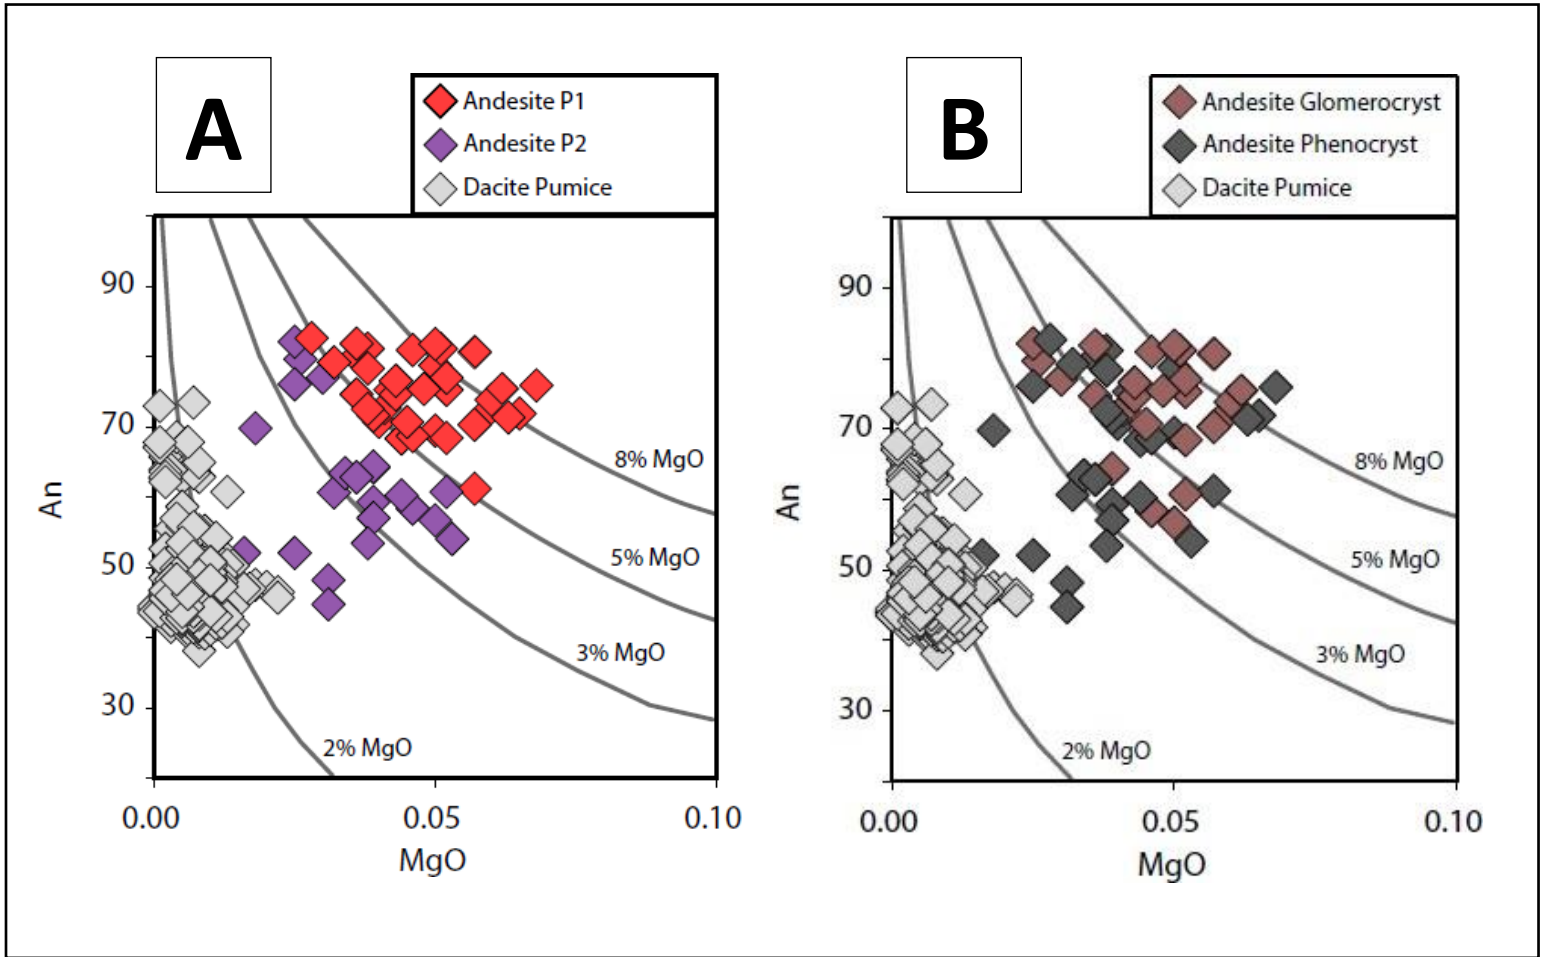 A
Andesite P1
Andesite P2
Dacite Pumice
90
70
50
30
An
8% MgO
5% MgO
3% MgO
2% MgO
0.00 0.05 0.10
MgO
B
Andesite Glomerocryst
Andesite Phenocryst
Dacite Pumice
90
70
50
30
An
8% MgO
5% MgO
3% MgO
2% MgO
0.00 0.05 0.10
MgO